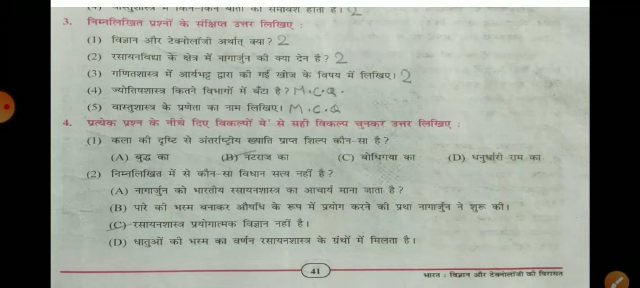 वास्तुशास्त्र में किन-किन बातों का समावेश होता है। 2
3. निम्नलिखित प्रश्नों के संक्षिप्त उत्तर लिखिए :
(1) विज्ञान और टेक्नोलॉजी अर्थात् क्या ? 2
(2) रसायनविद्या के क्षेत्र में नागार्जुन की क्या देन है ? 2
(3) गणितशास्त्र में आर्यभट्ट द्वारा की गई खोज के विषय में लिखिए। 2
(4) ज्योतिषशास्त्र कितने विभागों में बँटा है ? M.C.Q.
(5) वास्तुशास्त्र के प्रणेता का नाम लिखिए। M.C.Q
4. प्रत्येक प्रश्न के नीचे दिए विकल्पों में से सही विकल्प चुनकर उत्तर लिखिए :
(1) कला की दृष्टि से अंतर्राष्ट्रीय ख्याति प्राप्त शिल्प कौन-सा है ?
(A) बुद्ध का (B) नटराज का (C) बोधिगया का (D) धनुर्धारी राम का
(2) निम्नलिखित में से कौन-सा विधान सत्य नहीं है ?
(A) नागार्जुन को भारतीय रसायनशास्त्र का आचार्य माना जाता है ?
(B) पारे की भस्म बनाकर औषधि के रूप में प्रयोग करने की प्रथा नागार्जुन ने शुरू की।
(C) रसायनशास्त्र प्रयोगात्मक विज्ञान नहीं है।
(D) धातुओं की भस्म का वर्णन रसायनशास्त्र के ग्रंथों में मिलता है।
41
भारत : विज्ञान और टेक्नोलॉजी की विरासत